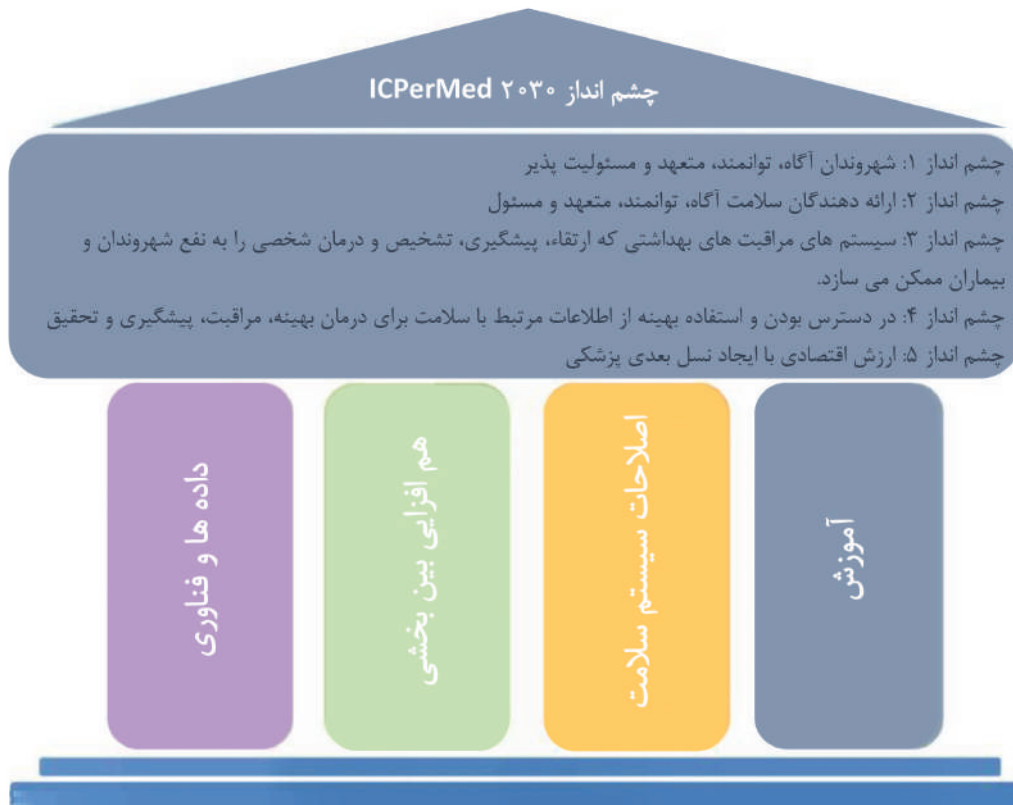 چشم انداز ۲۰۳۰ ICPerMed
چشم انداز ۱: شهروندان آگاه، توانمند، متعهد و مسئولیت پذیر
چشم انداز ۲: ارائه دهندگان سلامت آگاه، توانمند، متعهد و مسئول
چشم انداز ۳: سیستم های مراقبت های بهداشتی که ارتقاء، پیشگیری، تشخیص و درمان شخصی را به نفع شهروندان و
بیماران ممکن می سازد.
چشم انداز ۴: در دسترس بودن و استفاده بهینه از اطلاعات مرتبط با سلامت برای درمان بهینه، مراقبت، پیشگیری و تحقیق
چشم انداز ۵: ارزش اقتصادی با ایجاد نسل بعدی پزشکی
آموزش
اصلاحات سیستم سلامت
هم افزایی بین بخشی
داده ها و فناوری